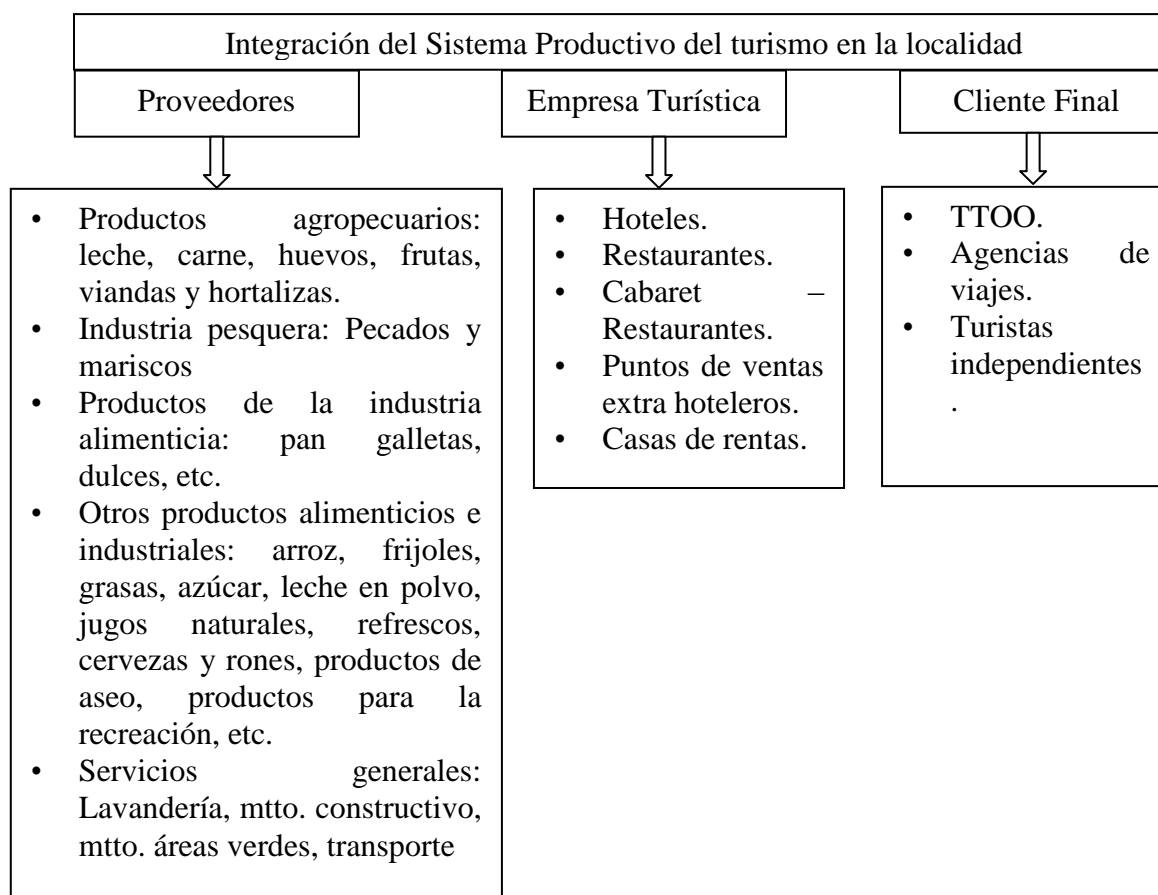 Integración del Sistema Productivo del turismo en la localidad
Proveedores
Empresa Turística
Cliente Final
• Productos agropecuarios:
leche, carne, huevos, frutas,
viandas y hortalizas.
• Industria pesquera: Pecados y
mariscos
• Productos de la industria
alimenticia: pan galletas,
dulces, etc.
• Otros productos alimenticios e
industriales: arroz, frijoles,
grasas, azúcar, leche en polvo,
jugos naturales, refrescos,
cervezas y rones, productos de
aseo, productos para la
recreación, etc.
• Servicios generales:
Lavandería, mtto. constructivo,
mtto. áreas verdes, transporte
• Hoteles.
• Restaurantes.
• Cabaret –
Restaurantes.
• Puntos de ventas
extra hoteleros.
• Casas de rentas.
• TTOO.
• Agencias de
viajes.
• Turistas
independientes
.